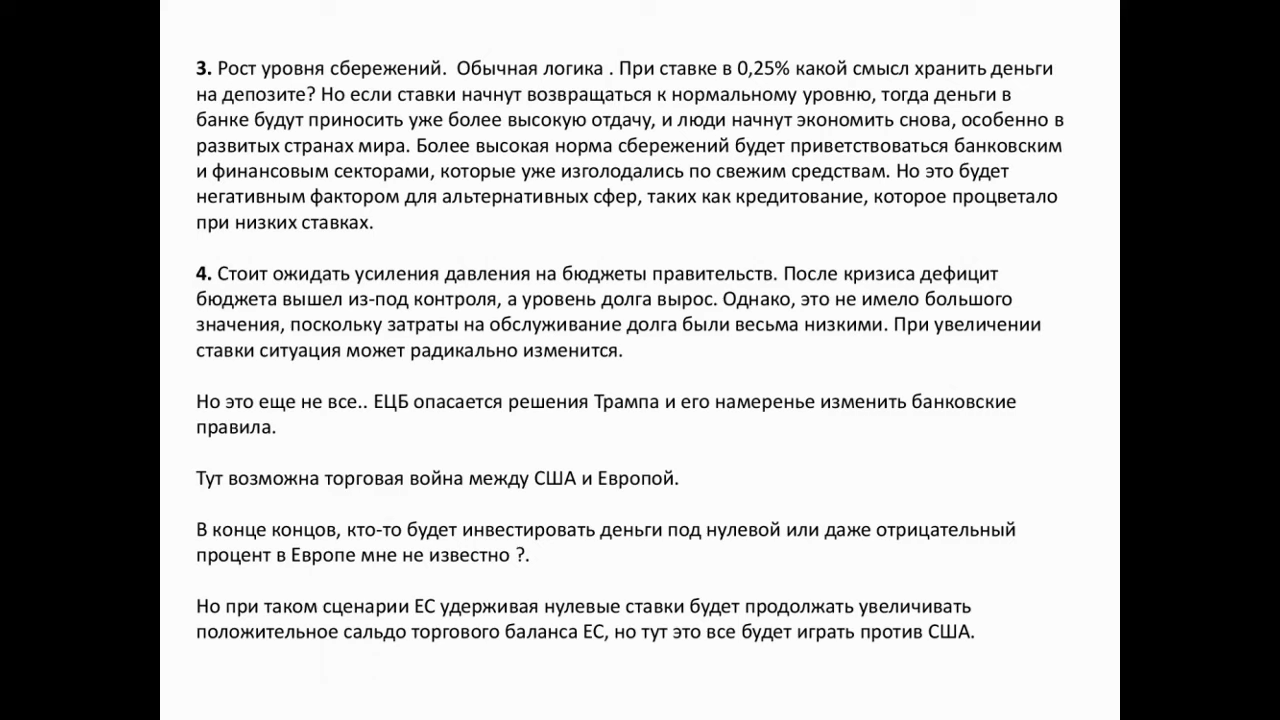 3. Рост уровня сбережений.  Обычная логика . При ставке в 0,25% какой смысл хранить деньги
на депозите? Но если ставки начнут возвращаться к нормальному уровню, тогда деньги в
банке будут приносить уже более высокую отдачу, и люди начнут экономить снова, особенно в
развитых странах мира. Более высокая норма сбережений будет приветствоваться банковским
и финансовым секторами, которые уже изголодались по свежим средствам. Но это будет
негативным фактором для альтернативных сфер, таких как кредитование, которое процветало
при низких ставках.
4. Стоит ожидать усиления давления на бюджеты правительств. После кризиса дефицит
бюджета вышел из-под контроля, а уровень долга вырос. Однако, это не имело большого
значения, поскольку затраты на обслуживание долга были весьма низкими. При увеличении
ставки ситуация может радикально изменится.
Но это еще не все.. ЕЦБ опасается решения Трампа и его намеренье изменить банковские
правила.
Тут возможна торговая война между США и Европой.
В конце концов, кто-то будет инвестировать деньги под нулевой или даже отрицательный
процент в Европе мне не известно ?.
Но при таком сценарии ЕС удерживая нулевые ставки будет продолжать увеличивать
положительное сальдо торгового баланса ЕС, но тут это все будет играть против США.